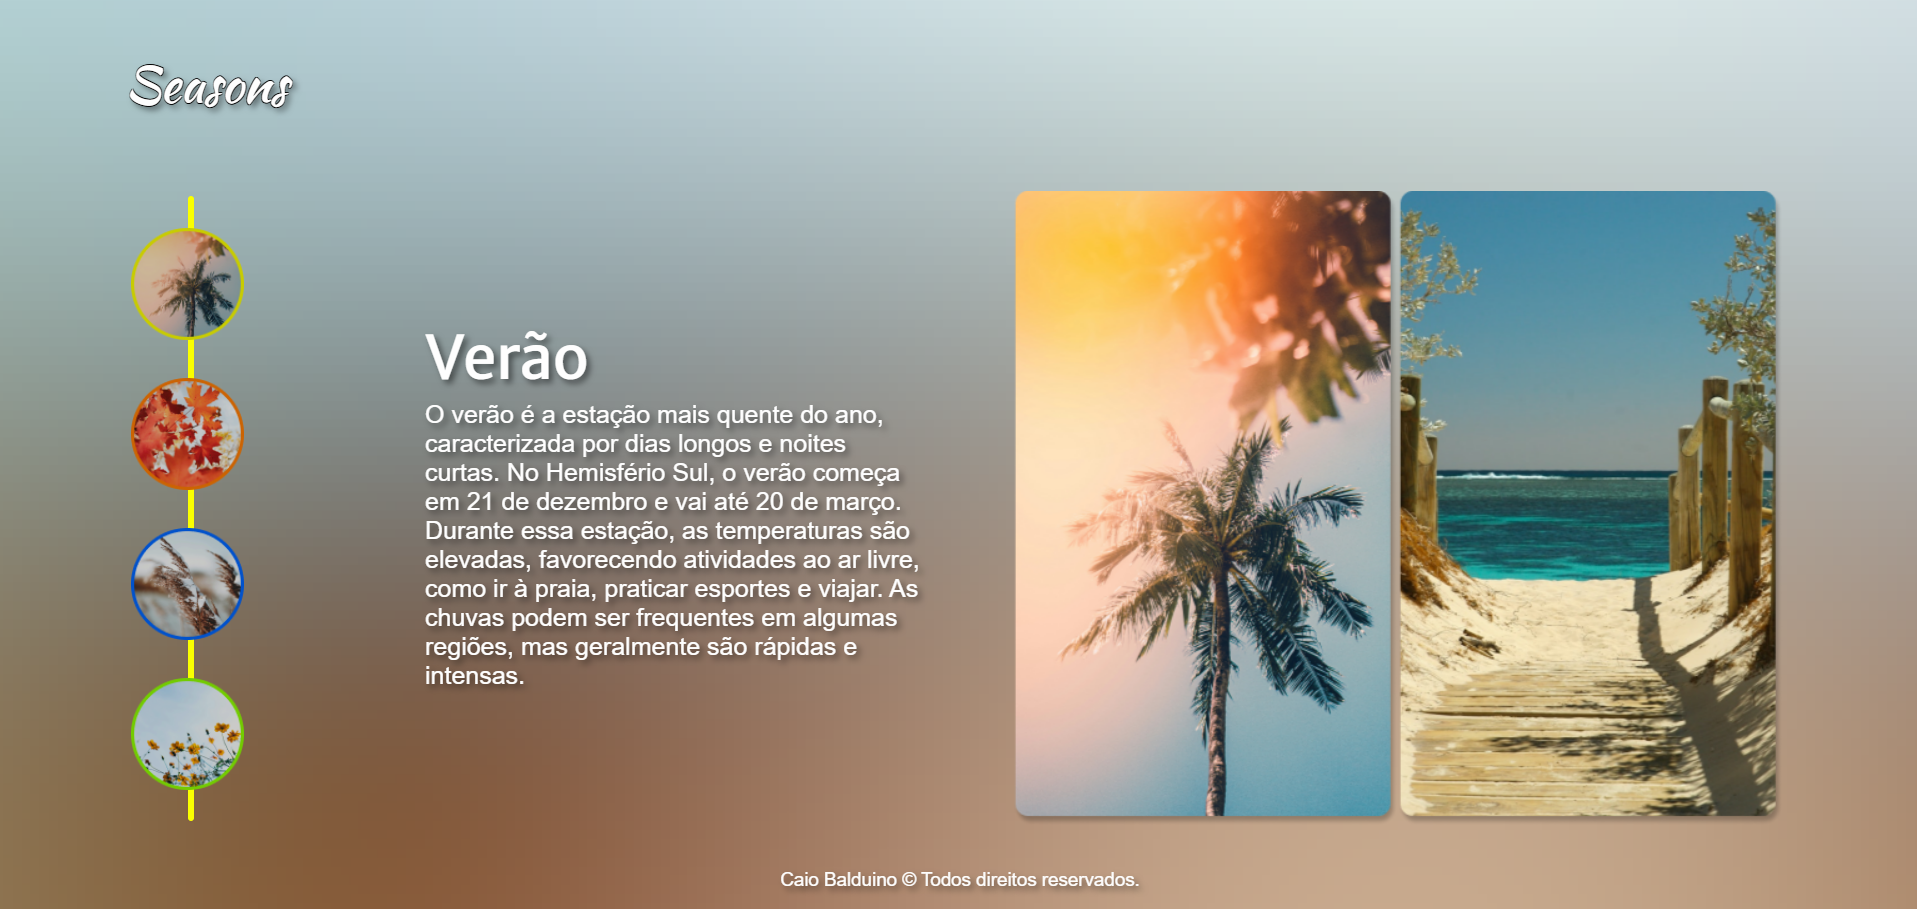 Seasons
Verão
O verão é a estação mais quente do ano,
caracterizada por dias longos e noites
curtas. No Hemisfério Sul, o verão começa
em 21 de dezembro e vai até 20 de março.
Durante essa estação, as temperaturas são
elevadas, favorecendo atividades ao ar livre,
como ir à praia, praticar esportes e viajar. As
chuvas podem ser frequentes em algumas
regiões, mas geralmente são rápidas e
intensas.
Caio Balduino © Todos direitos reservados.